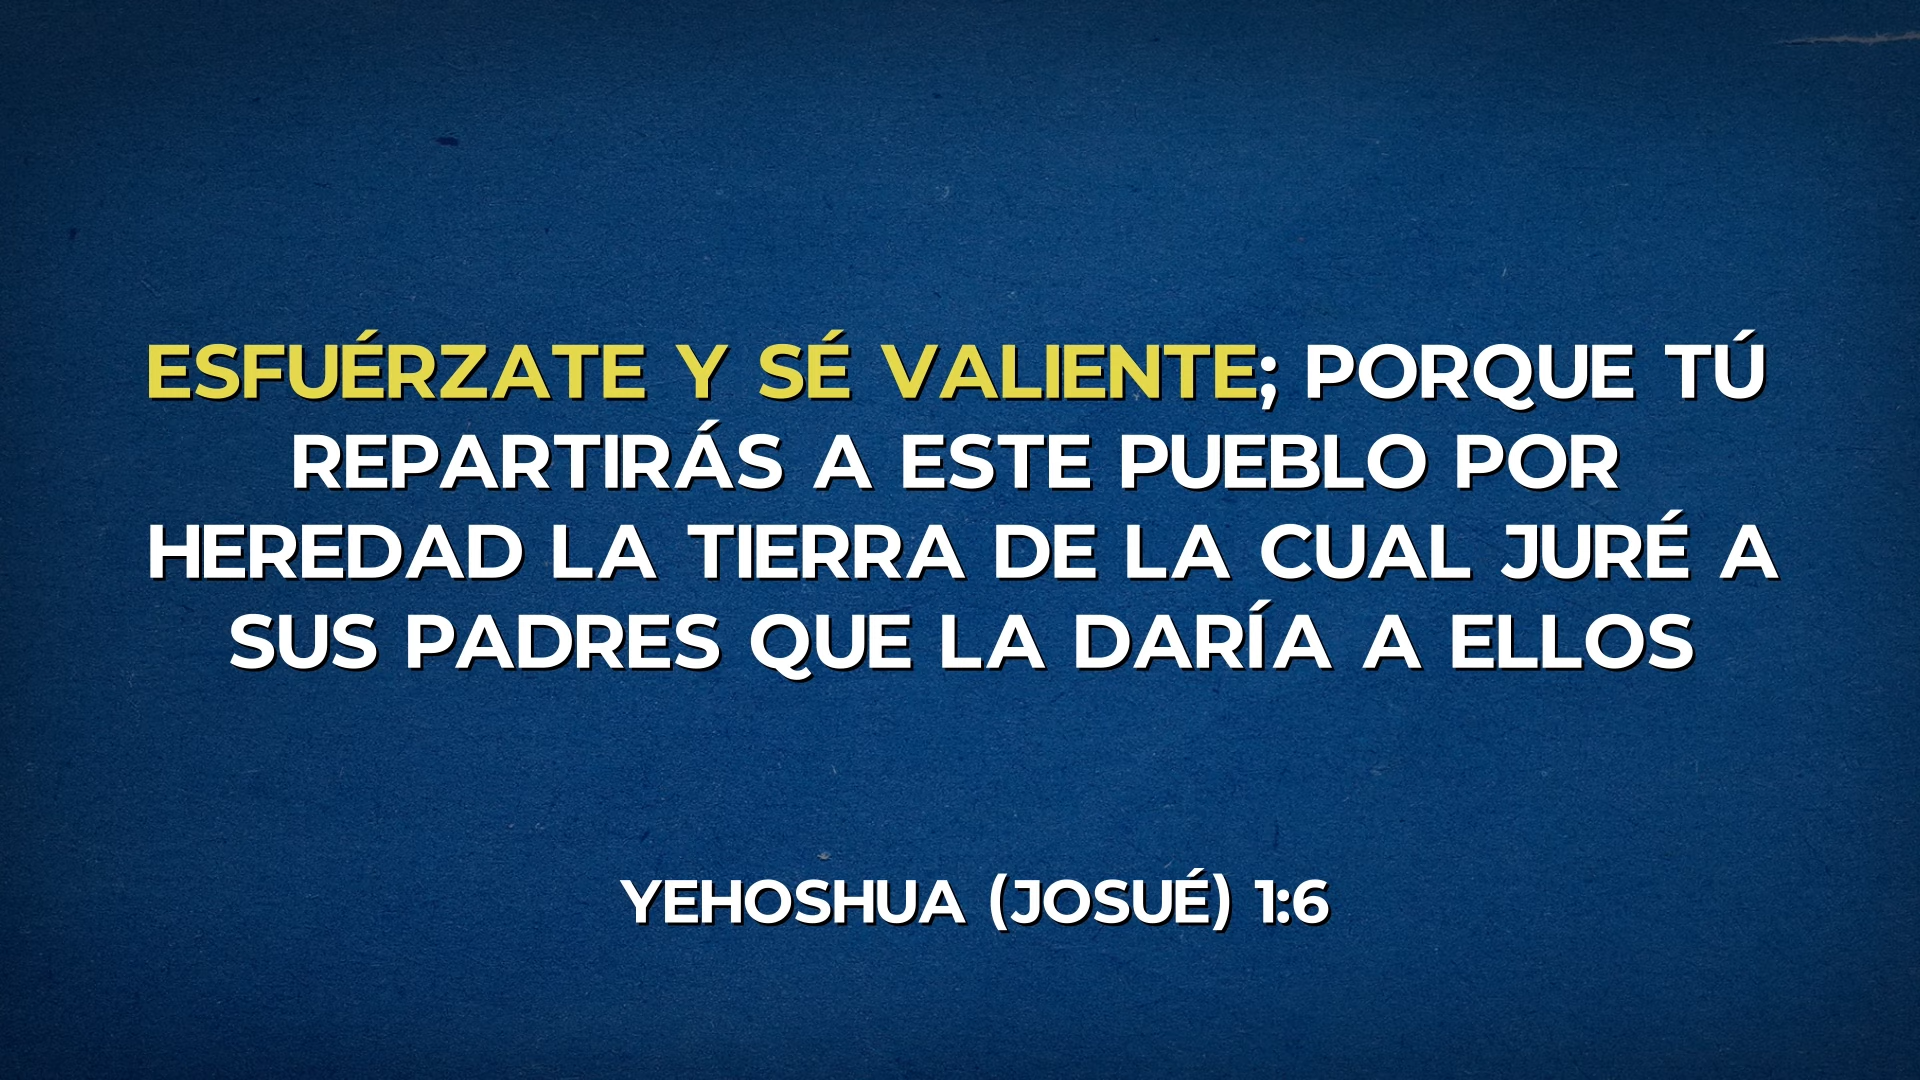 ESFUÉRZATE Y SÉ VALIENTE; PORQUE TÚ
REPARTIRÁS A ESTE PUEBLO POR
HEREDAD LA TIERRA DE LA CUAL JURÉ A
SUS PADRES QUE LA DARÍA A ELLOS
YEHOSHUA (JOSUÉ) 1:6